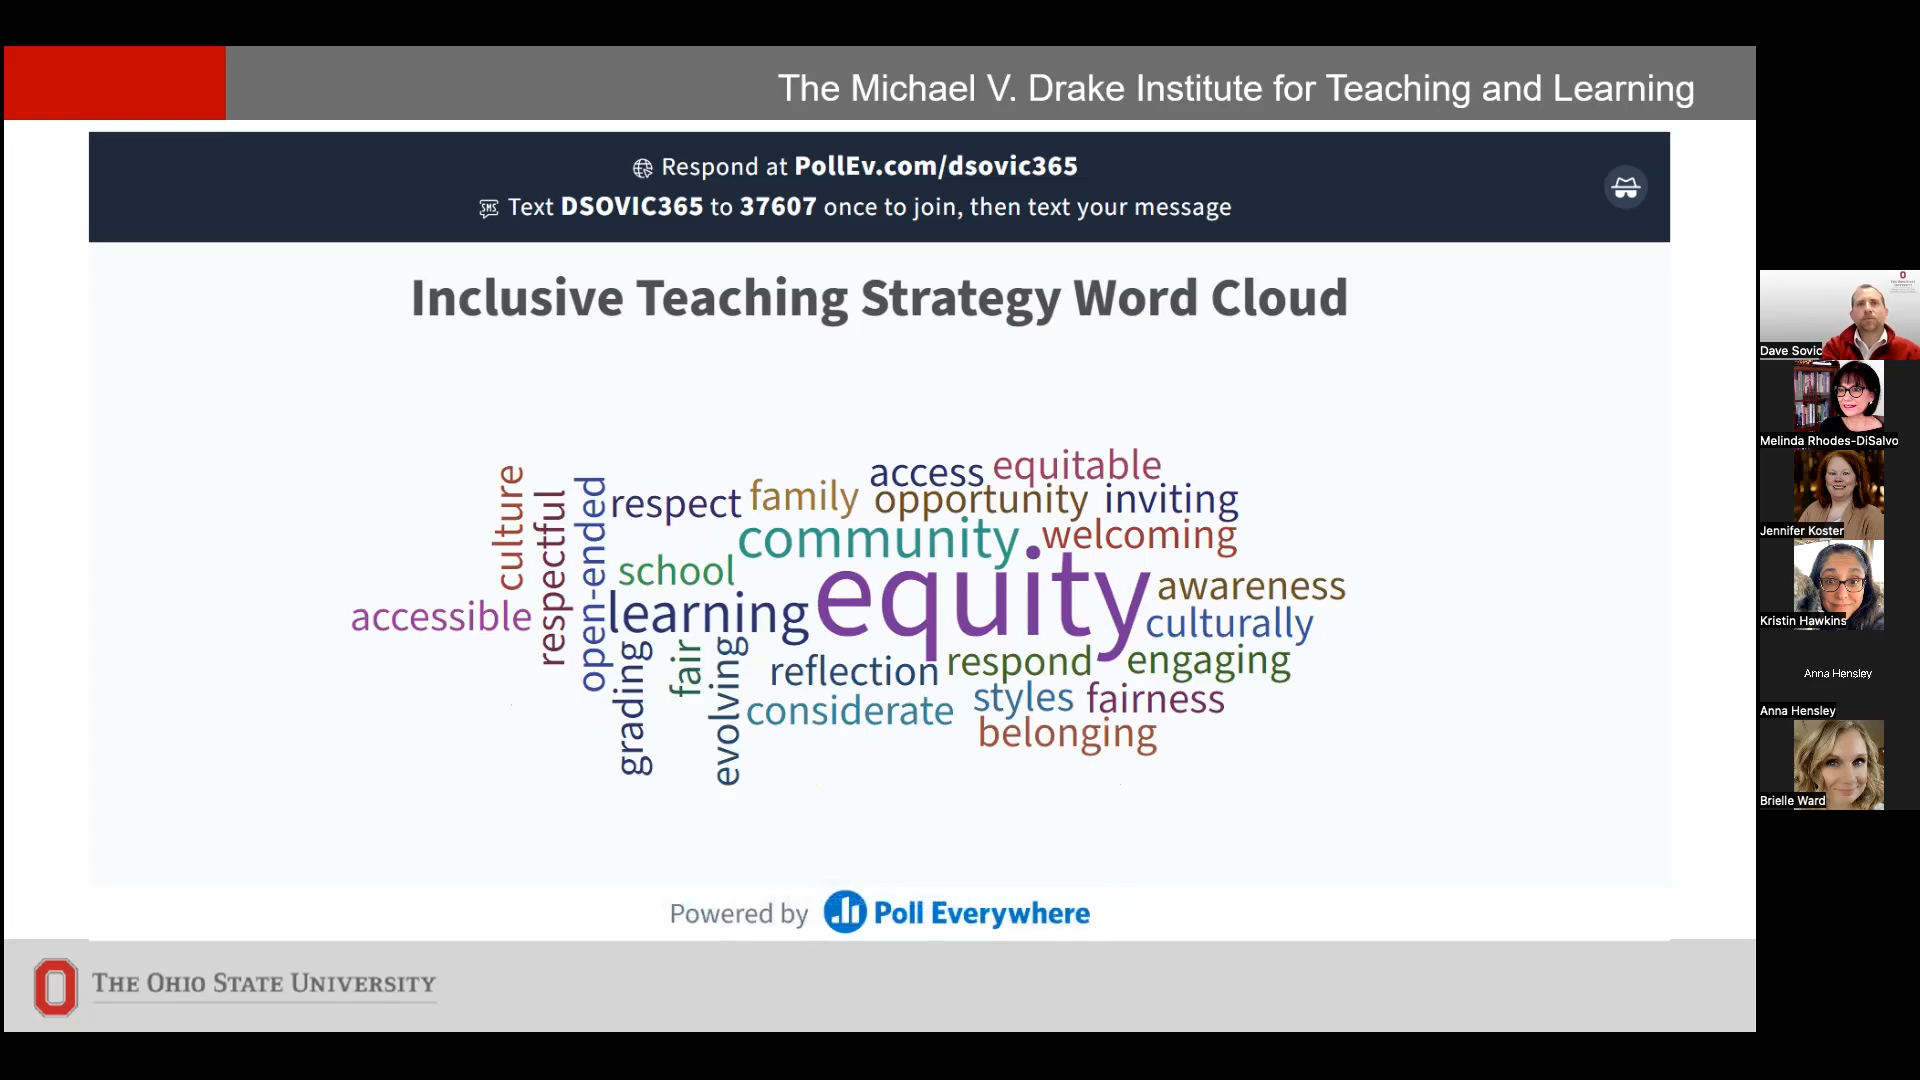 The Michael V. Drake Institute for Teaching and Learning
Respond at PollEv.com/dsovic365
SMS Text DSOVIC365 to 37607 once to join, then text your message
Inclusive Teaching Strategy Word Cloud
access equitable
respect family opportunity inviting
culture respectful open-ended
community welcoming
school
equity
awareness
accessible
learning
culturally
grading fair evolving
reflection respond engaging
considerate styles fairness
belonging
Powered by Poll Everywhere
THE OHIO STATE UNIVERSITY
Dave Sovic
Melinda Rhodes-DiSalvo
Jennifer Koster
Kristin Hawkins
Anna Hensley
Anna Hensley
Brielle Ward